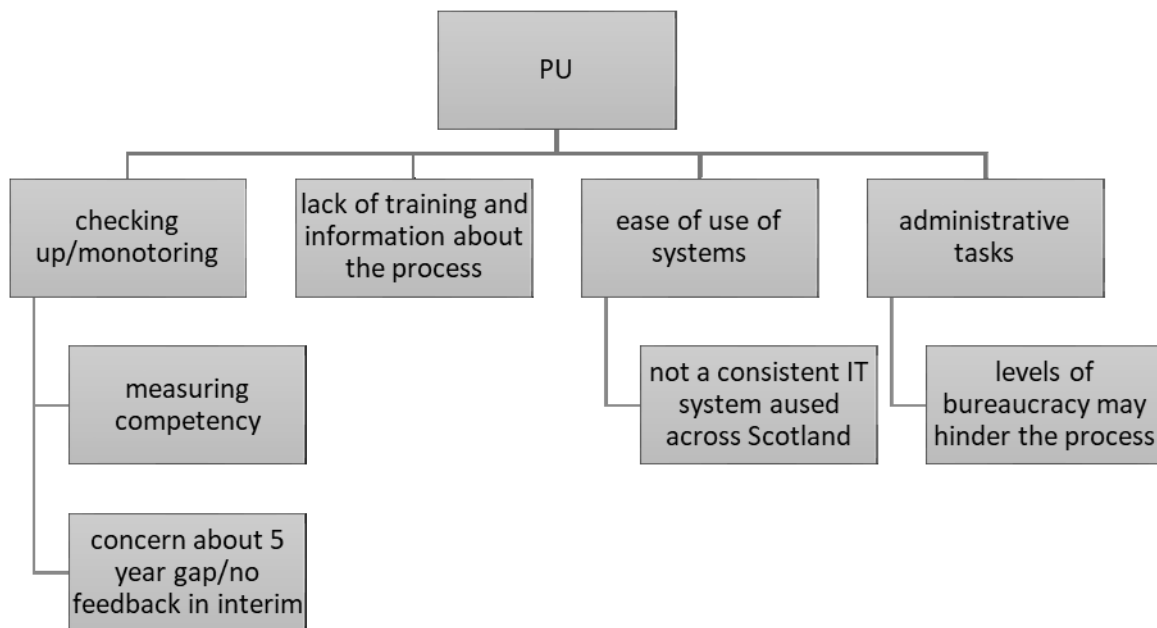 PU
checking
up/monotoring
lack of training and
information about
the process
ease of use of
systems
administrative
tasks
measuring
competency
not a consistent IT
system aused
across Scotland
levels of
bureaucracy may
hinder the process
concern about 5
year gap/no
feedback in interim